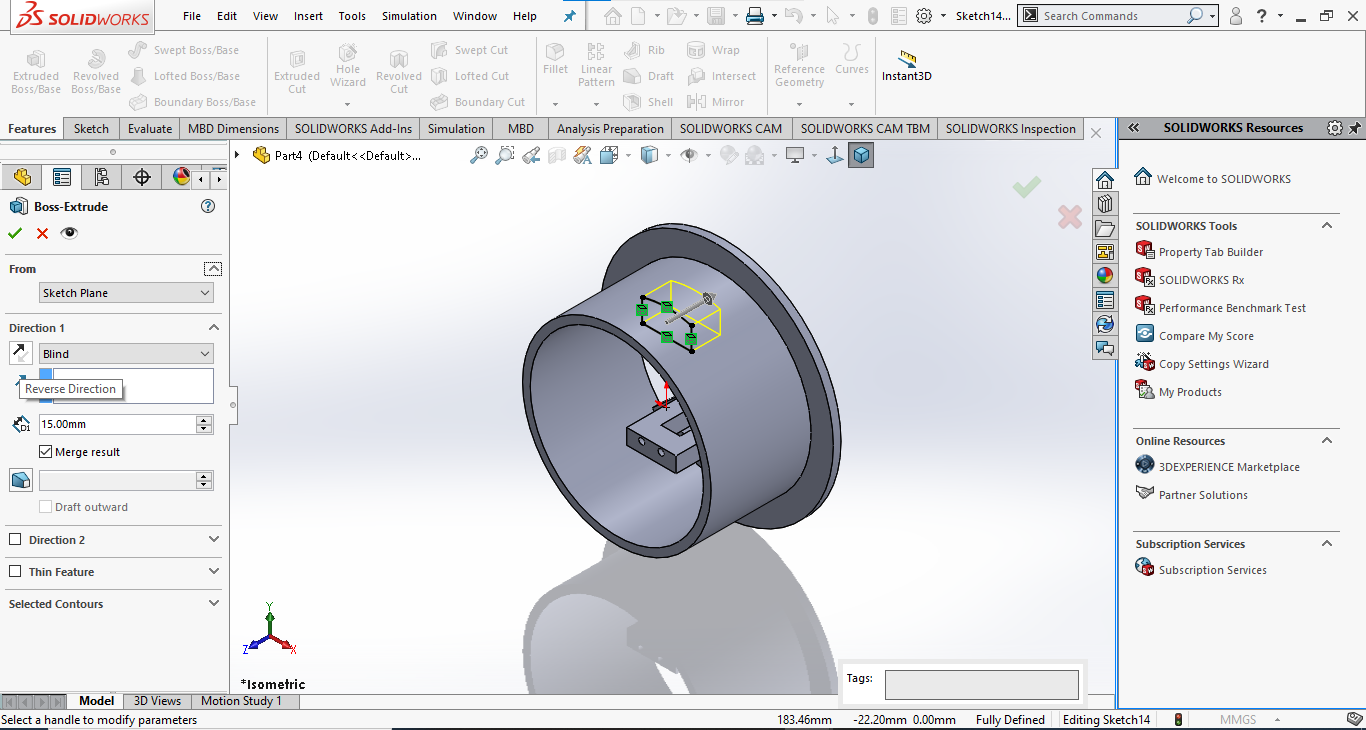 SOLIDWORKS File Edit View Insert Tools Simulation Window Help Sketch14... Search Commands ?
Extruded Boss/Base
Revolved Boss/Base
Swept Boss/Base
Lofted Boss/Base
Boundary Boss/Base
Extruded Cut
Hole Wizard
Revolved Cut
Swept Cut
Lofted Cut
Boundary Cut
Fillet
Linear Pattern
Rib
Draft
Shell
Wrap
Intersect
Mirror
Reference Geometry
Curves
Instant3D
Features Sketch Evaluate MBD Dimensions SOLIDWORKS Add-Ins Simulation MBD Analysis Preparation SOLIDWORKS CAM SOLIDWORKS CAM TBM SOLIDWORKS Inspection
Part4 (Default<<Default>...
Boss-Extrude
From
Sketch Plane
Direction 1
Blind
Reverse Direction
D1
15.00mm
Merge result
Draft outward
Direction 2
Thin Feature
Selected Contours
Y
Z
X
*Isometric
Tags:
SOLIDWORKS Resources
Welcome to SOLIDWORKS
SOLIDWORKS Tools
Property Tab Builder
SOLIDWORKS Rx
Performance Benchmark Test
Compare My Score
Copy Settings Wizard
My Products
Online Resources
3DEXPERIENCE Marketplace
Partner Solutions
Subscription Services
Subscription Services
Model 3D Views Motion Study 1
Select a handle to modify parameters 183.46mm -22.20mm 0.00mm Fully Defined Editing Sketch14 MMGS